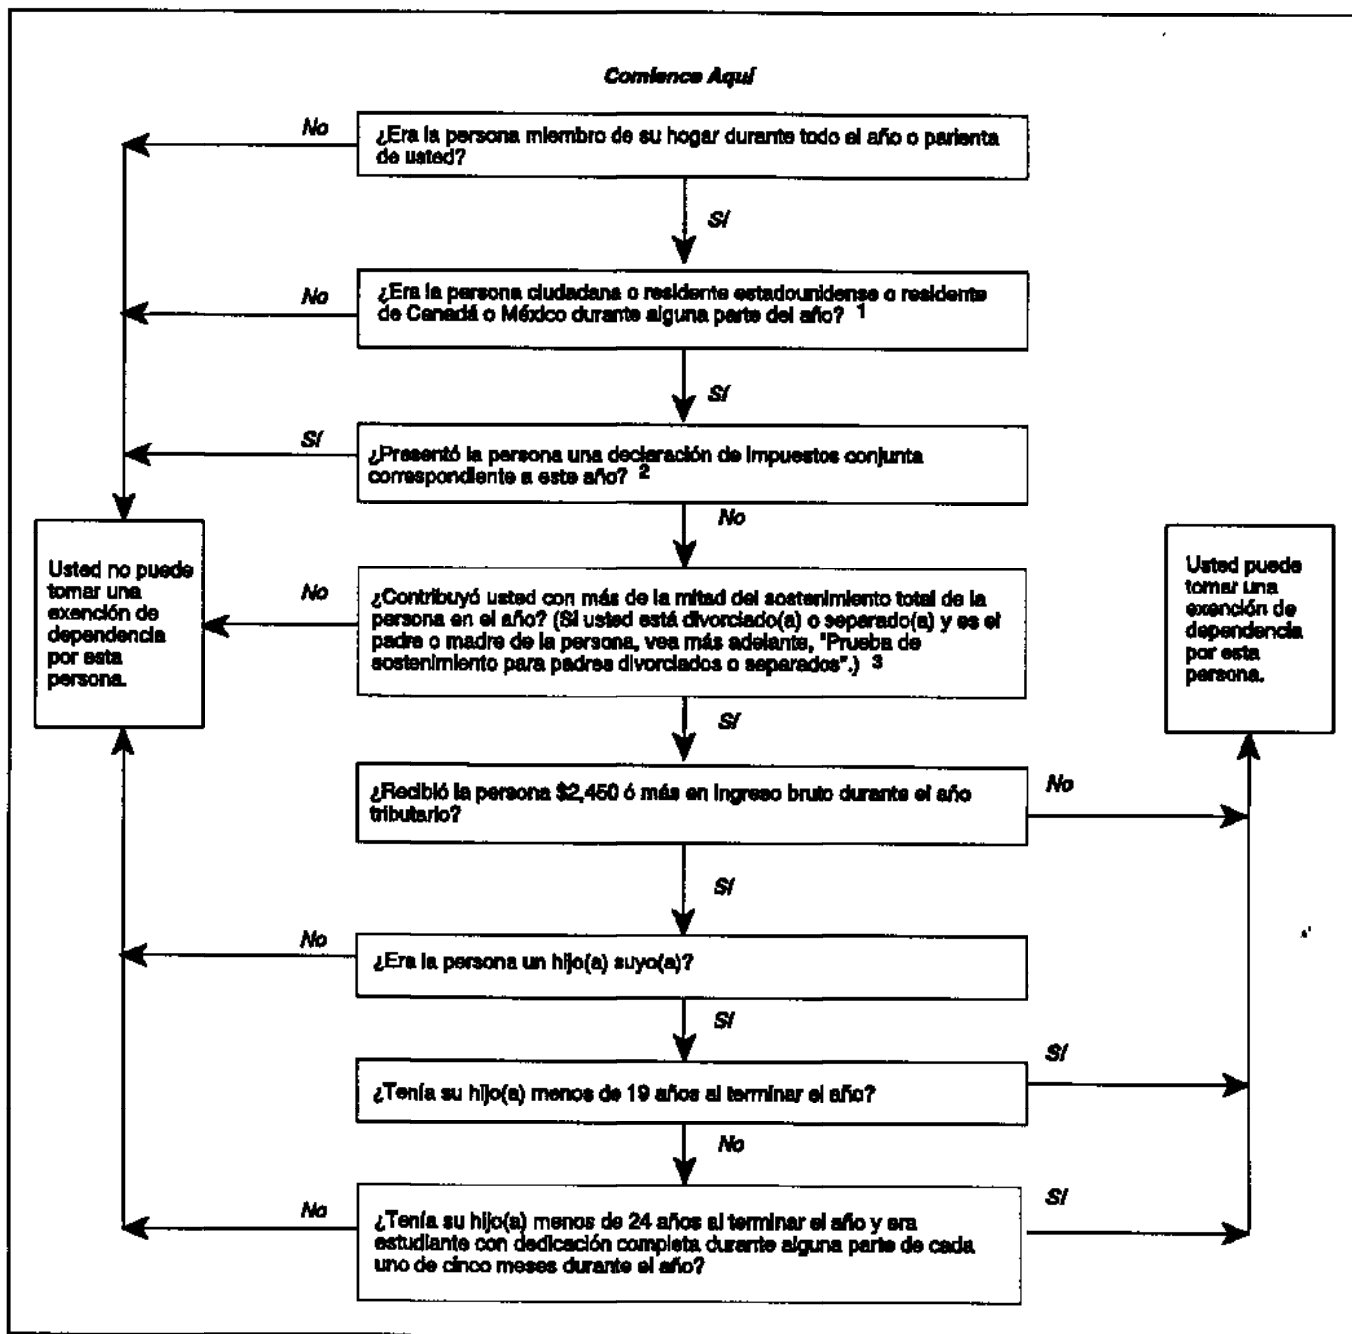 Comience Aquí
No
¿Era la persona miembro de su hogar durante todo el año o parienta
de usted?
Sí
No
¿Era la persona ciudadana o residente estadounidense o residente
de Canadá o México durante alguna parte del año? 1
Sí
Sí
¿Presentó la persona una declaración de impuestos conjunta
correspondiente a este año? 2
No
Usted no puede
tomar una
exención de
dependencia
por esta
persona.
No
¿Contribuyó usted con más de la mitad del sostenimiento total de la
persona en el año? (Si usted está divorciado(a) o separado(a) y es el
padre o madre de la persona, vea más adelante, "Prueba de
sostenimiento para padres divorciados o separados".) 3
Usted puede
tomar una
exención de
dependencia
por esta
persona.
Sí
¿Recibió la persona $2,450 ó más en ingreso bruto durante el año
tributario?
No
Sí
No
¿Era la persona un hijo(a) suyo(a)?
Sí
¿Tenía su hijo(a) menos de 19 años al terminar el año?
Sí
No
No
¿Tenía su hijo(a) menos de 24 años al terminar el año y era
estudiante con dedicación completa durante alguna parte de cada
uno de cinco meses durante el año?
Sí